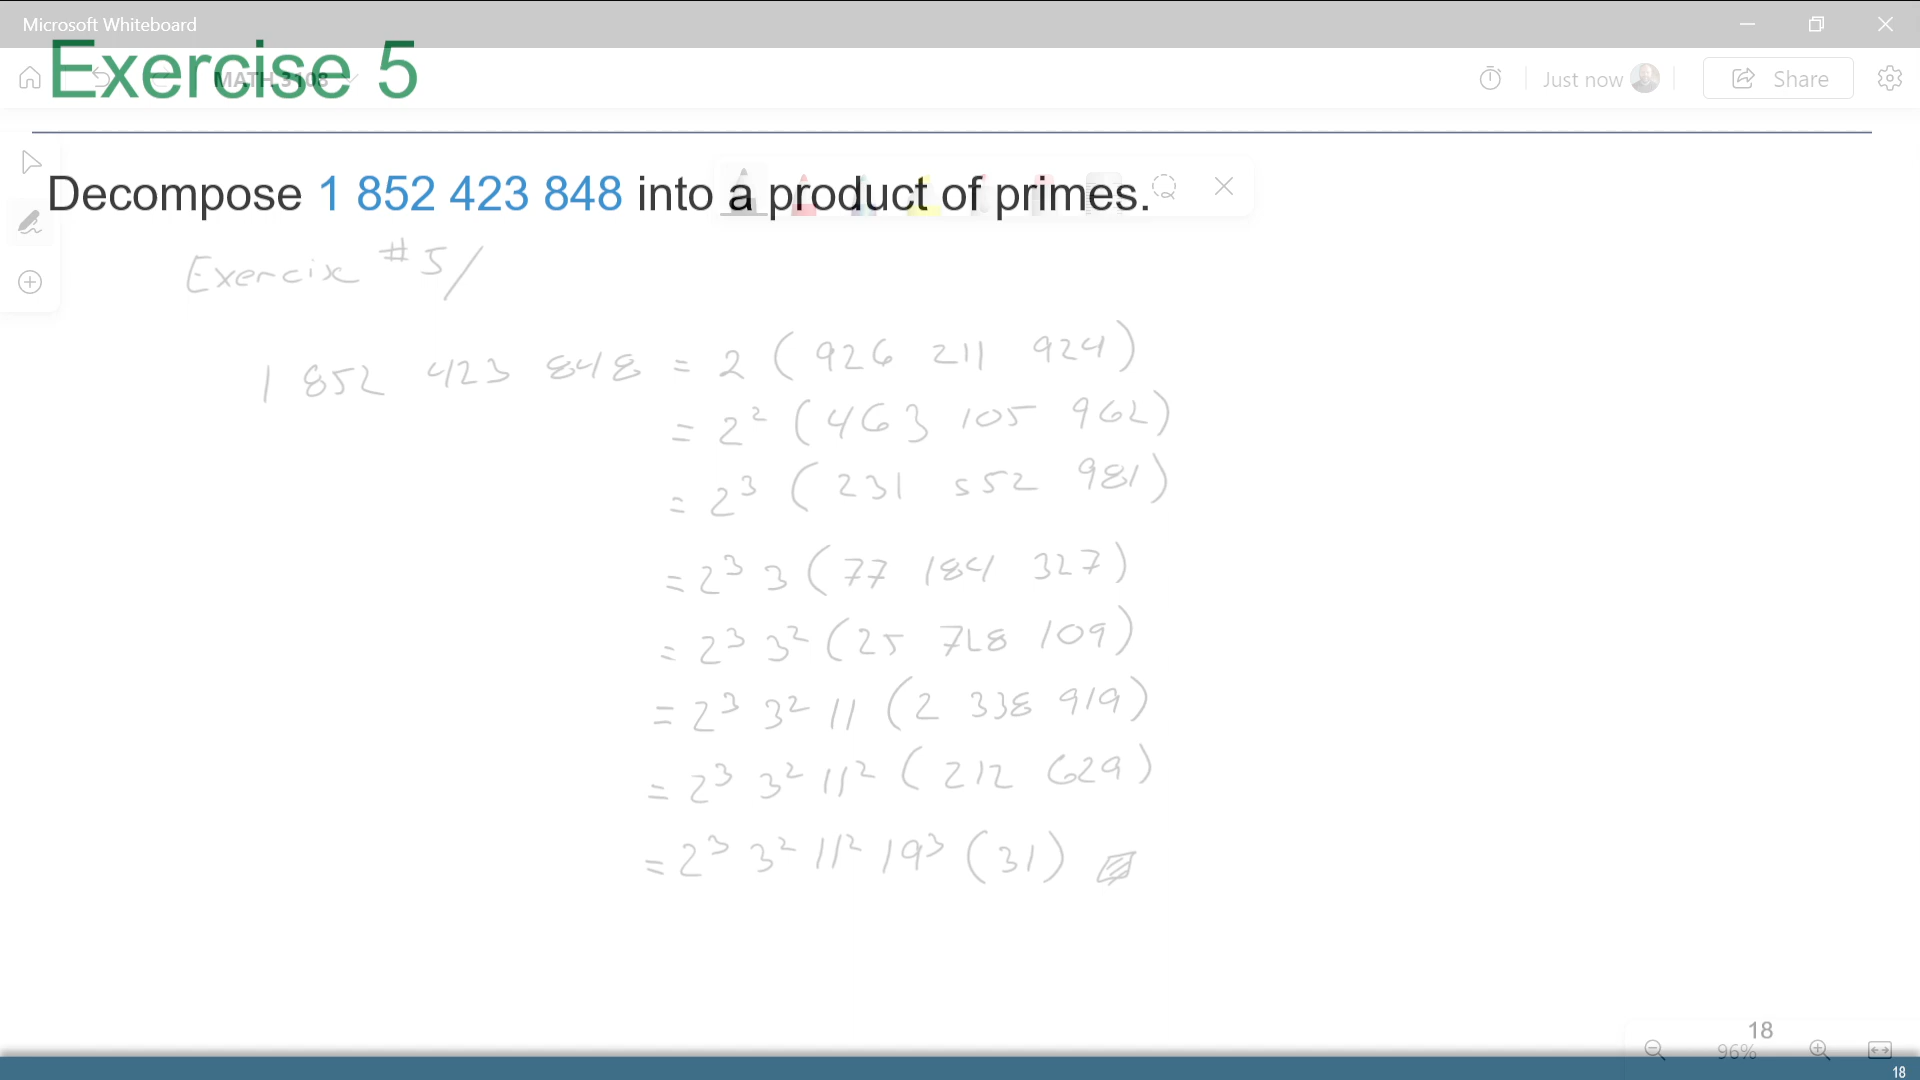 Microsoft Whiteboard
Exercise 5
MATH 3103
Just now
Share
Decompose 1 852 423 848 into a product of primes.
Exercise #5/
1 852 423 848 = 2 (926 211 924)
= 2² (463 105 962)
= 2³ (231 552 981)
= 2³ 3 (77 184 327)
= 2³ 3² (25 728 109)
= 2³ 3² 11 (2 338 919)
= 2³ 3² 11² (212 629)
= 2³ 3² 11² 19³ (31)
18
96%
18